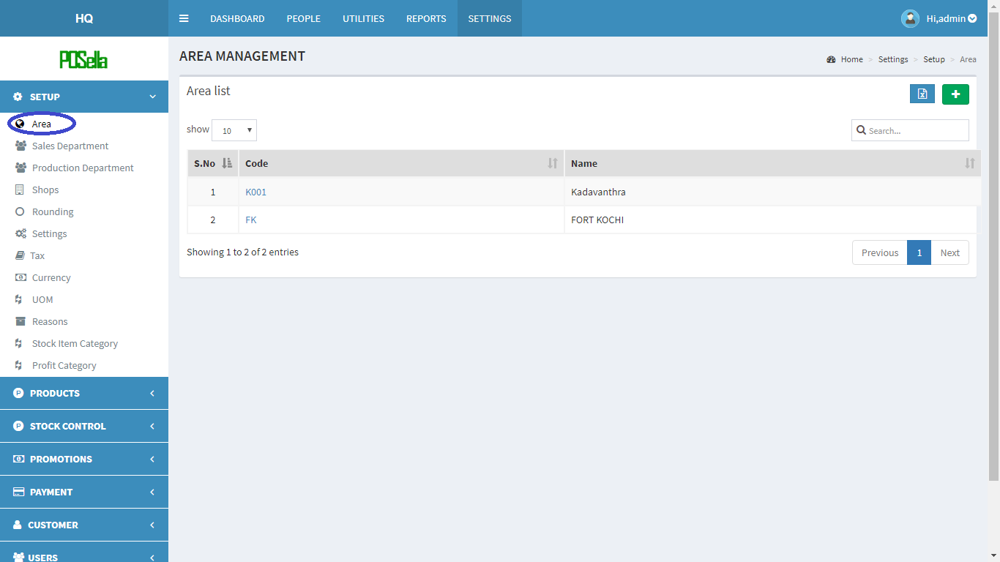 HQ
DASHBOARD PEOPLE UTILITIES REPORTS SETTINGS
Hi,admin
POSella
SETUP
Area
Sales Department
Production Department
Shops
Rounding
Settings
Tax
Currency
UOM
Reasons
Stock Item Category
Profit Category
PRODUCTS
STOCK CONTROL
PROMOTIONS
PAYMENT
CUSTOMER
USERS
AREA MANAGEMENT
Home > Settings > Setup > Area
Area list
show 10
Search...
S.No Code Name
1 K001 Kadavanthra
2 FK FORT KOCHI
Showing 1 to 2 of 2 entries
Previous 1 Next